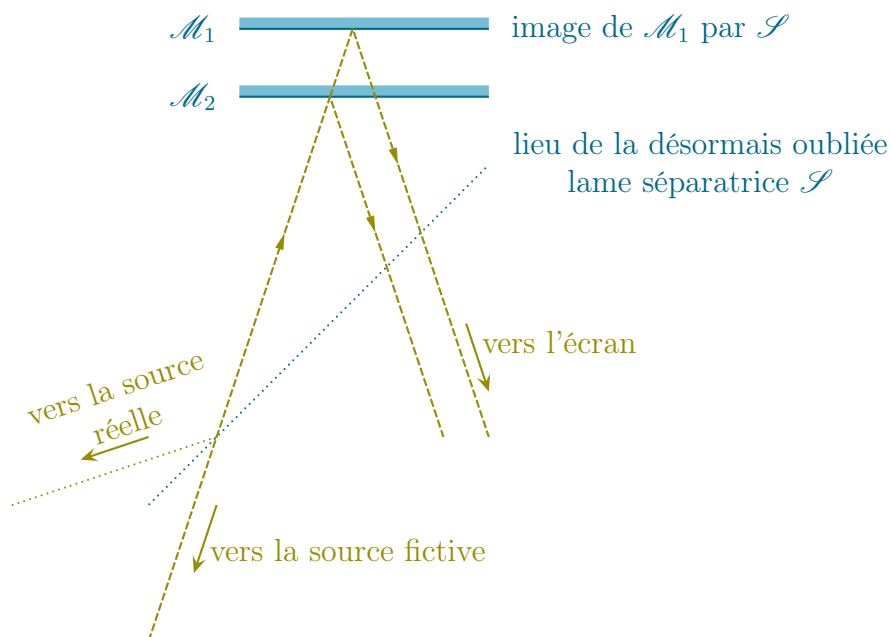 ℳ₁
image de ℳ₁ par 𝒮
ℳ₂
lieu de la désormais oubliée
lame séparatrice 𝒮
vers l'écran
vers la source
réelle
vers la source fictive